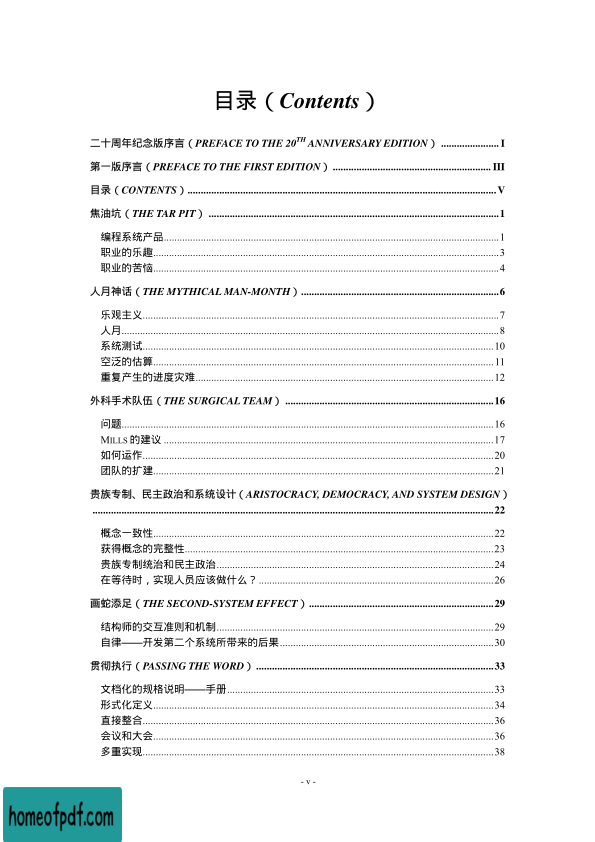 目录（Contents）
二十周年纪念版序言（PREFACE TO THE 20TH ANNIVERSARY EDITION） ...................... I
第一版序言（PREFACE TO THE FIRST EDITION） ............................................................ III
目录（CONTENTS）...................................................................................................................... V
焦油坑（THE TAR PIT） .............................................................................................................. 1
编程系统产品................................................................................................................................ 1
职业的乐趣.................................................................................................................................... 3
职业的苦恼.................................................................................................................................... 4
人月神话（THE MYTHICAL MAN-MONTH）........................................................................... 6
乐观主义........................................................................................................................................ 7
人月................................................................................................................................................ 8
系统测试...................................................................................................................................... 10
空泛的估算.................................................................................................................................. 11
重复产生的进度灾难.................................................................................................................. 12
外科手术队伍（THE SURGICAL TEAM） ............................................................................... 16
问题.............................................................................................................................................. 16
MILLS 的建议 ............................................................................................................................. 17
如何运作...................................................................................................................................... 20
团队的扩建.................................................................................................................................. 21
贵族专制、民主政治和系统设计（ARISTOCRACY, DEMOCRACY, AND SYSTEM DESIGN）
........................................................................................................................................................ 22
概念一致性.................................................................................................................................. 22
获得概念的完整性...................................................................................................................... 23
贵族专制统治和民主政治.......................................................................................................... 24
在等待时，实现人员应该做什么？ .......................................................................................... 26
画蛇添足（THE SECOND-SYSTEM EFFECT）...................................................................... 29
结构师的交互准则和机制.......................................................................................................... 29
自律——开发第二个系统所带来的后果.................................................................................. 30
贯彻执行（PASSING THE WORD） .......................................................................................... 33
文档化的规格说明——手册...................................................................................................... 33
形式化定义.................................................................................................................................. 34
直接整合...................................................................................................................................... 36
会议和大会.................................................................................................................................. 36
多重实现...................................................................................................................................... 38
- v -
homeofpdf.com